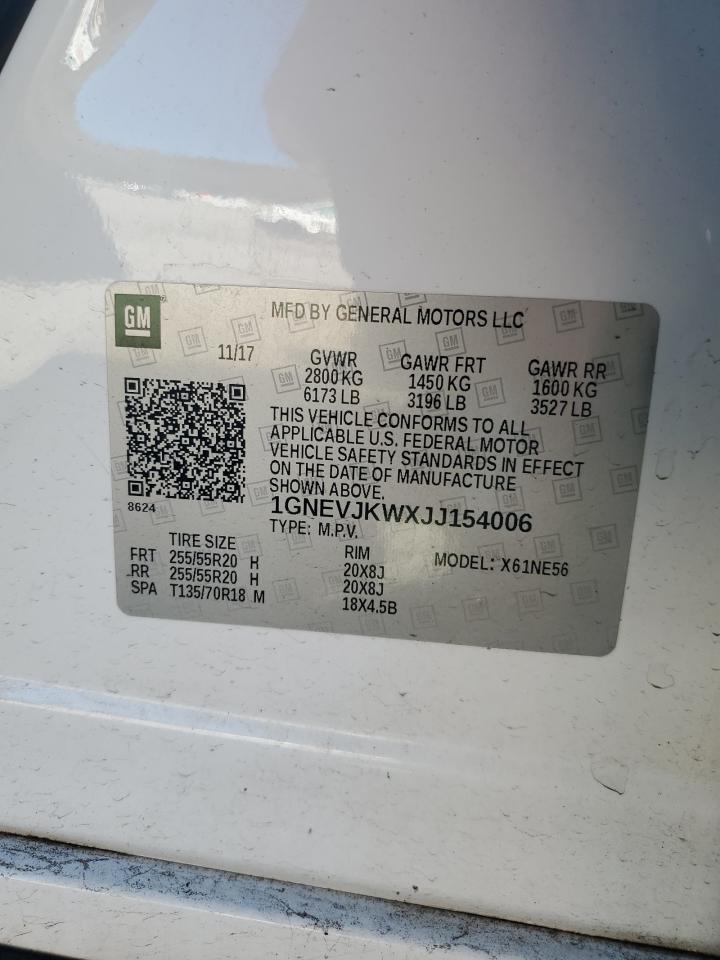 GM
MFD BY GENERAL MOTORS LLC
11/17
GVWR GAWR FRT GAWR RR
2800 KG 1450 KG 1600 KG
6173 LB 3196 LB 3527 LB
THIS VEHICLE CONFORMS TO ALL
APPLICABLE U.S. FEDERAL MOTOR
VEHICLE SAFETY STANDARDS IN EFFECT
ON THE DATE OF MANUFACTURE
SHOWN ABOVE.
8624
1GNEVJKWXJJ154006
TYPE: M.P.V.
TIRE SIZE RIM MODEL: X61NE56
FRT 255/55R20 H 20X8J
RR 255/55R20 H 20X8J
SPA T135/70R18 M 18X4.5B